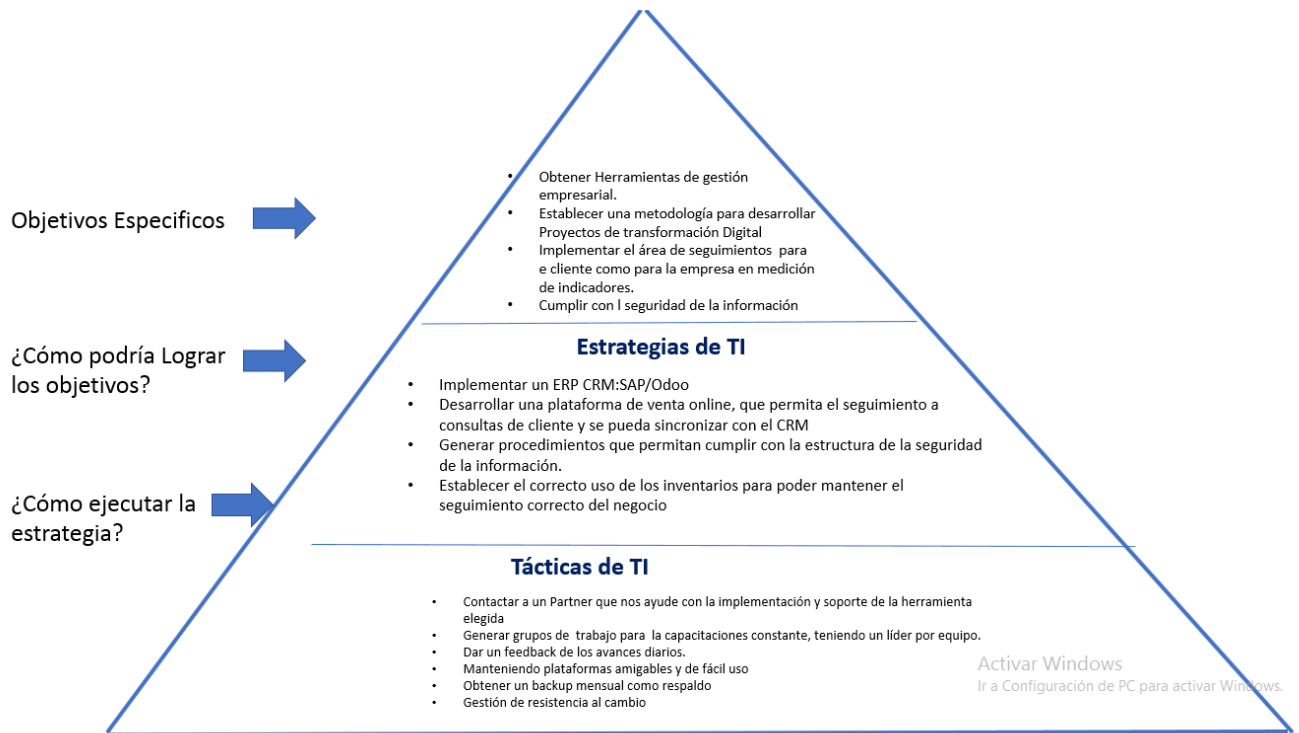 • Obtener Herramientas de gestión
empresarial.
• Establecer una metodología para desarrollar
Proyectos de transformación Digital
• Implementar el área de seguimientos para
e cliente como para la empresa en medición
de indicadores.
• Cumplir con l seguridad de la información
Objetivos Especificos
Estrategias de TI
¿Cómo podría Lograr
los objetivos?
• Implementar un ERP CRM:SAP/Odoo
• Desarrollar una plataforma de venta online, que permita el seguimiento a
consultas de cliente y se pueda sincronizar con el CRM
• Generar procedimientos que permitan cumplir con la estructura de la seguridad
de la información.
• Establecer el correcto uso de los inventarios para poder mantener el
seguimiento correcto del negocio
¿Cómo ejecutar la
estrategia?
Tácticas de TI
• Contactar a un Partner que nos ayude con la implementación y soporte de la herramienta
elegida
• Generar grupos de trabajo para la capacitaciones constante, teniendo un líder por equipo.
• Dar un feedback de los avances diarios.
• Manteniendo plataformas amigables y de fácil uso
• Obtener un backup mensual como respaldo
• Gestión de resistencia al cambio
Activar Windows
Ir a Configuración de PC para activar Windows.